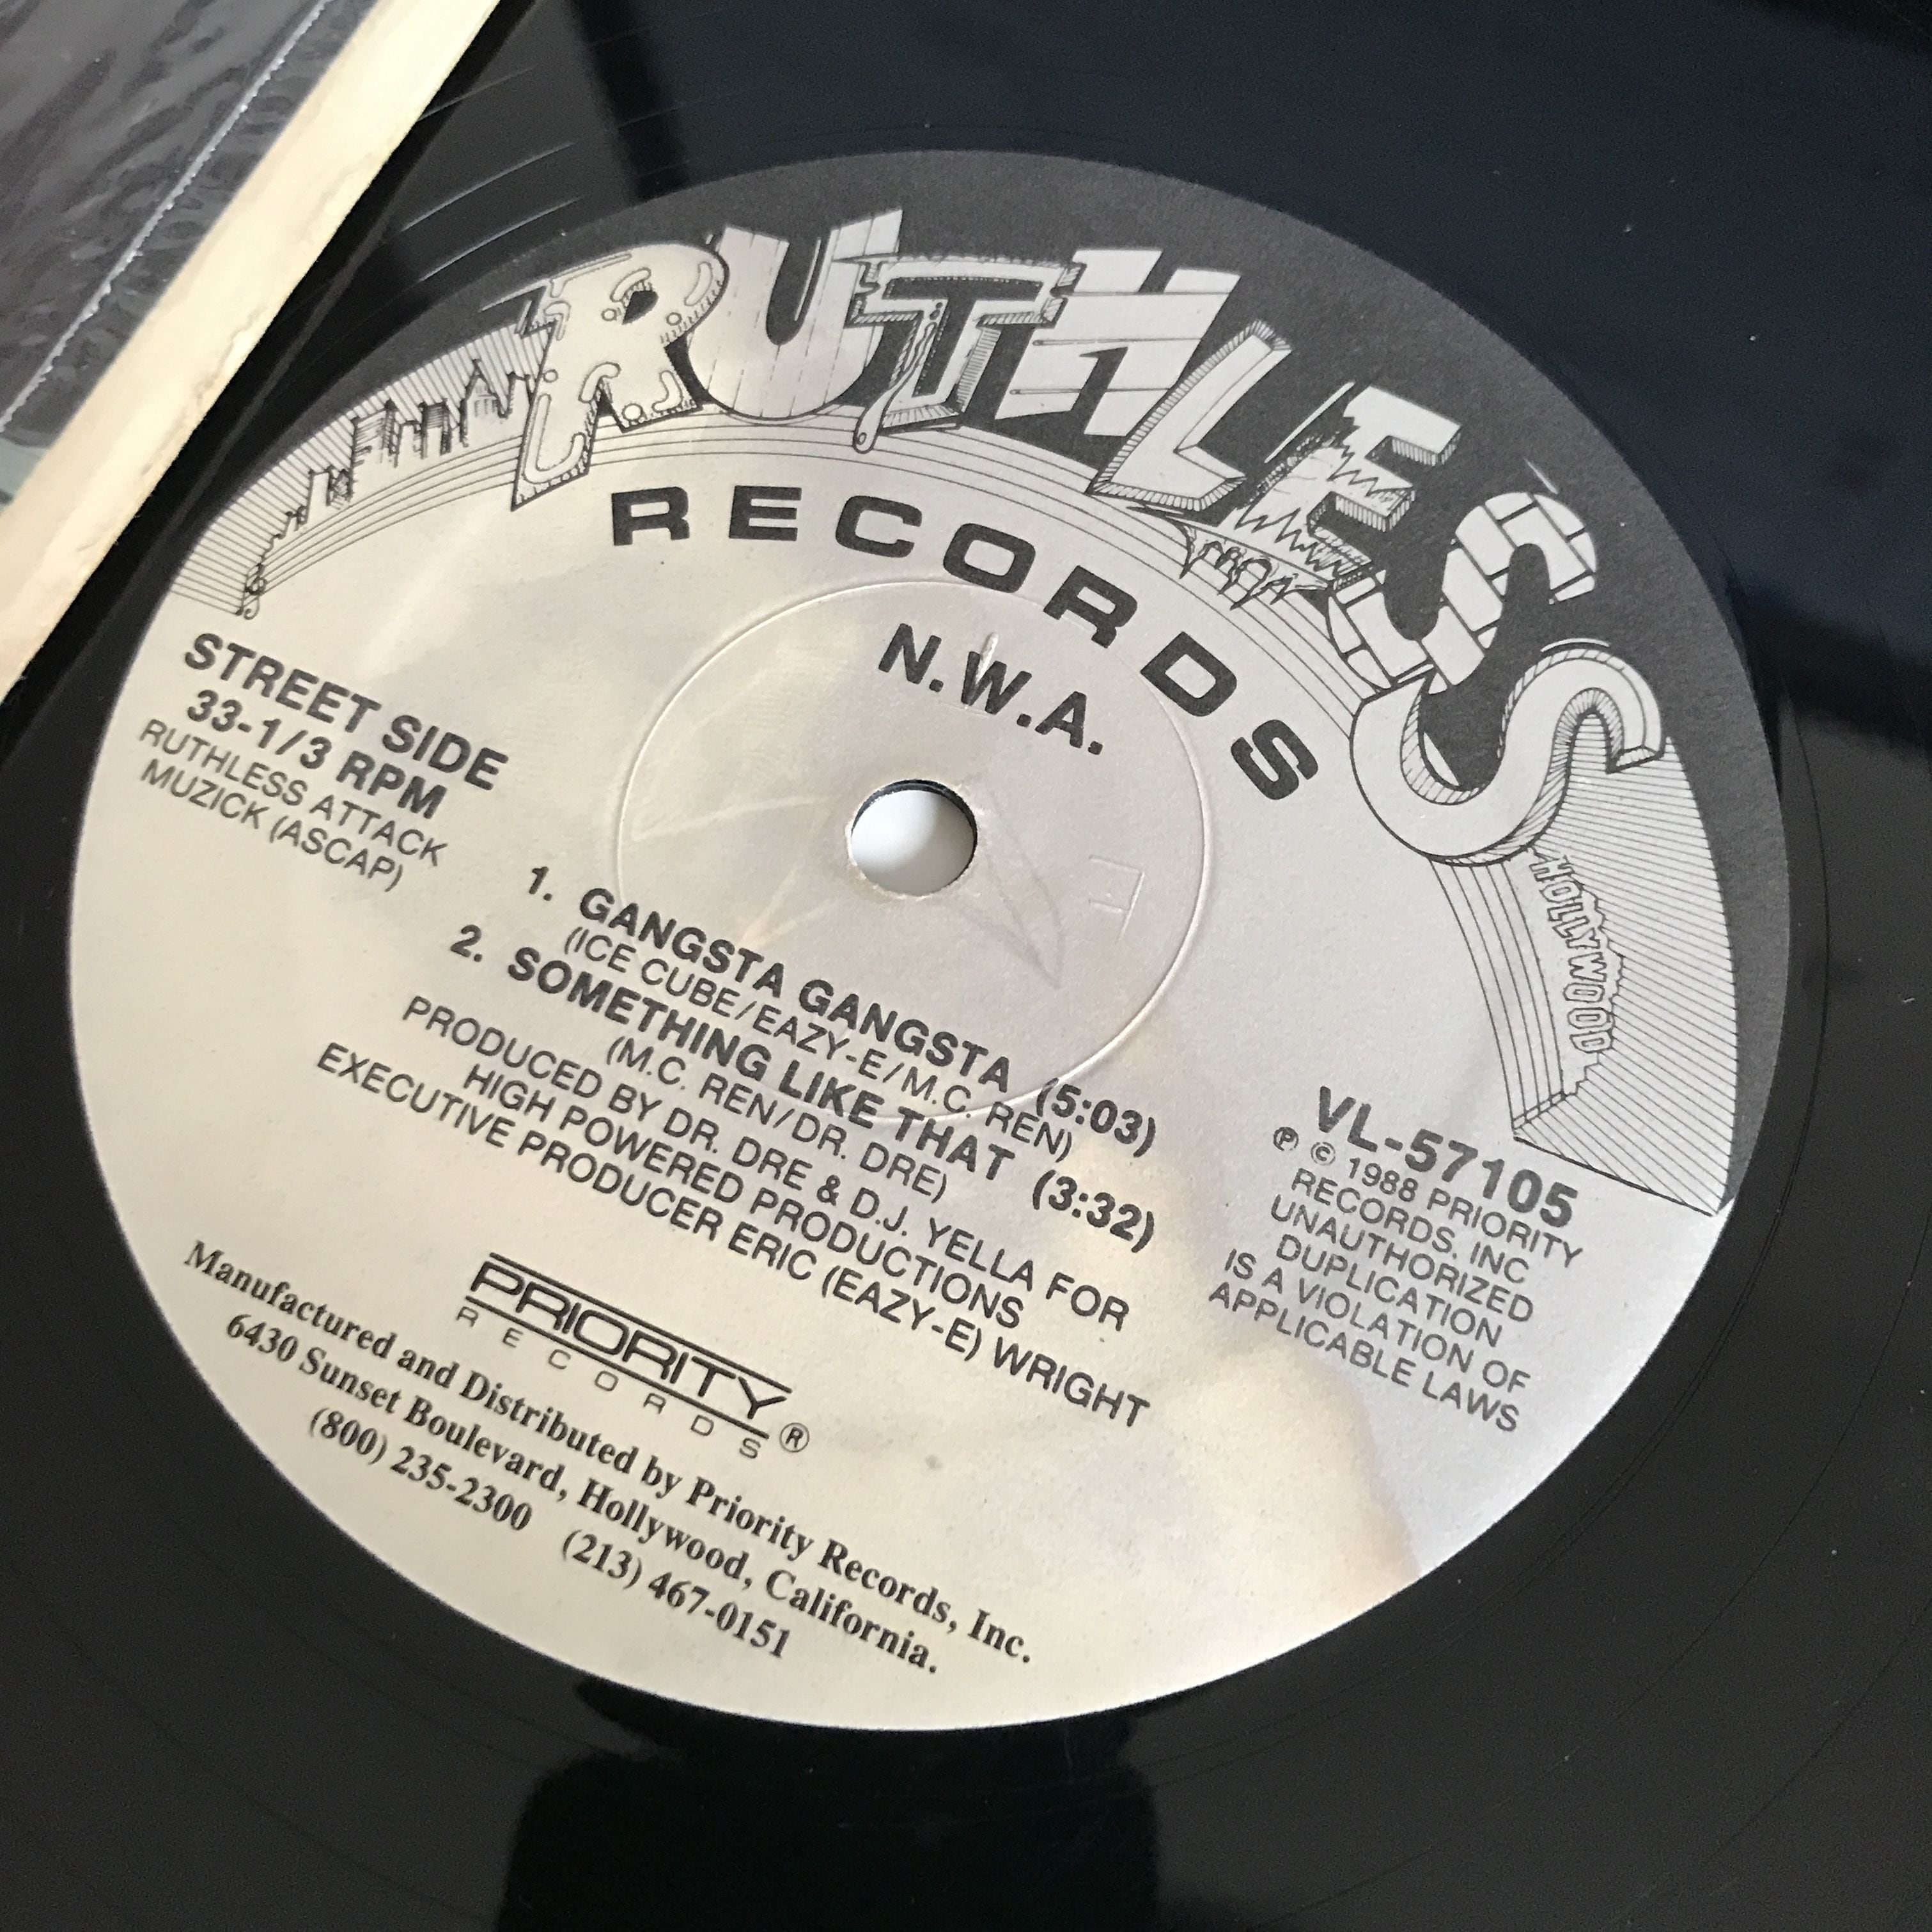 RUTHLESS
RECORDS
HOLLYWOOD
N.W.A.
STREET SIDE
33-1/3 RPM
RUTHLESS ATTACK
MUZICK (ASCAP)
1. GANGSTA GANGSTA (5:03)
(ICE CUBE/EAZY-E/M.C. REN)
2. SOMETHING LIKE THAT (3:32)
(M.C. REN/DR. DRE)
PRODUCED BY DR. DRE & D.J. YELLA FOR
HIGH POWERED PRODUCTIONS
EXECUTIVE PRODUCER ERIC (EAZY-E) WRIGHT
VL-57105
℗ © 1988 PRIORITY
RECORDS, INC
UNAUTHORIZED
DUPLICATION
IS A VIOLATION OF
APPLICABLE LAWS
PRIORITY
RECORDS®
Manufactured and Distributed by Priority Records, Inc.
6430 Sunset Boulevard, Hollywood, California.
(800) 235-2300 (213) 467-0151